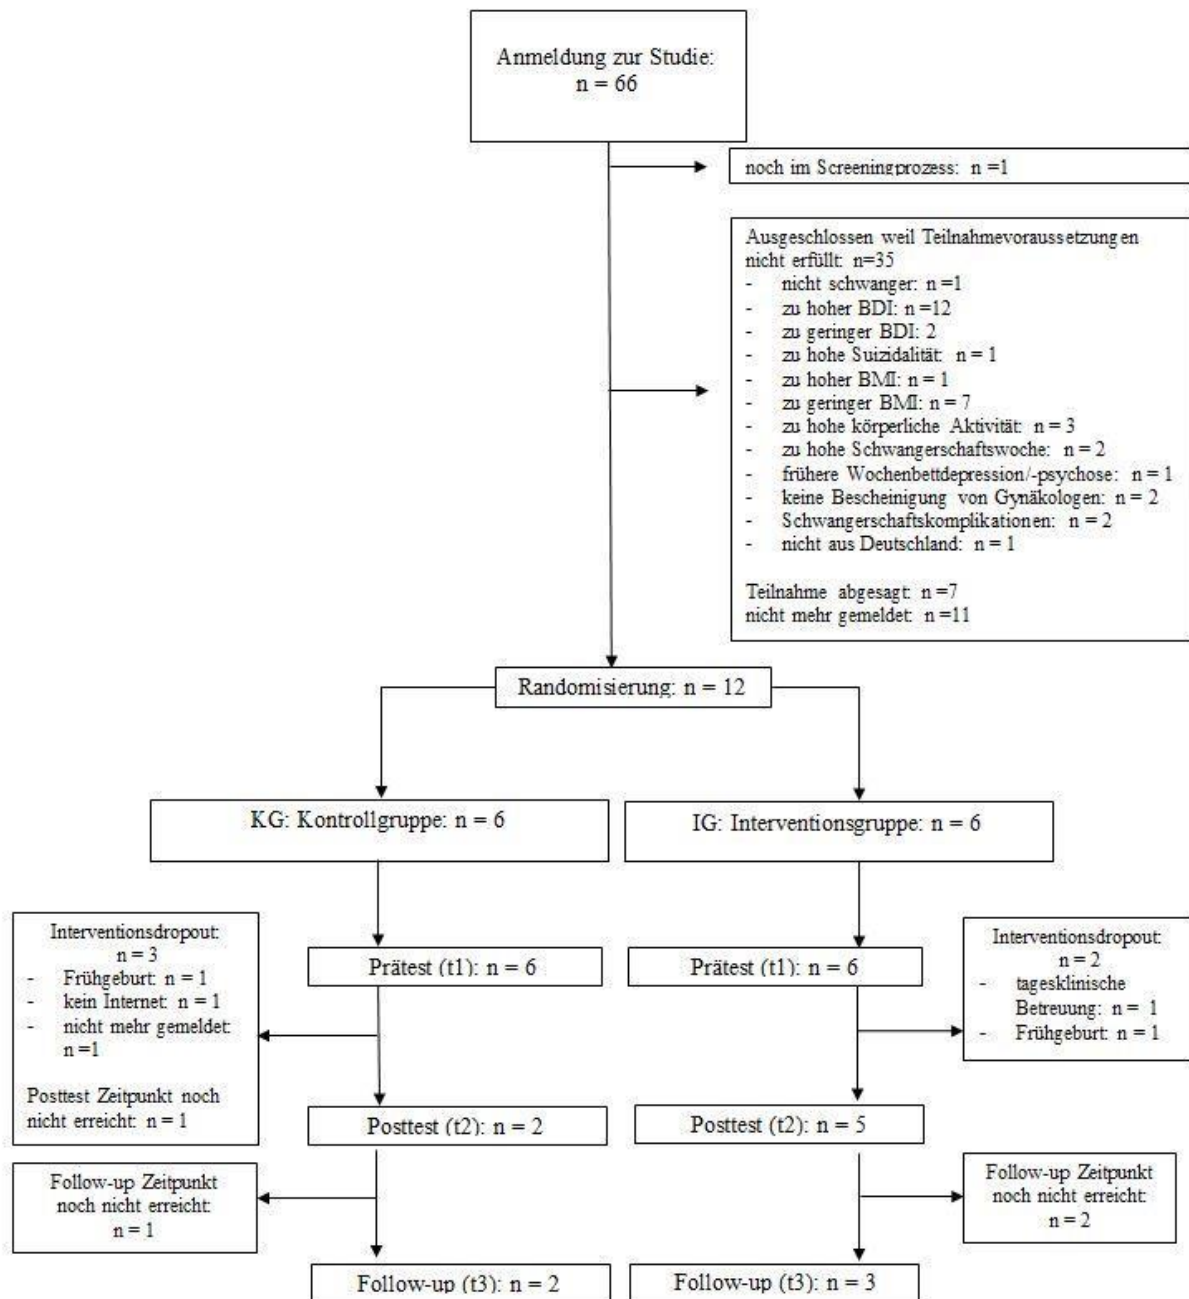 Anmeldung zur Studie:
n = 66
noch im Screeningprozess: n =1
Ausgeschlossen weil Teilnahmevoraussetzungen
nicht erfüllt: n=35
- nicht schwanger: n =1
- zu hoher BDI: n =12
- zu geringer BDI: 2
- zu hohe Suizidalität: n = 1
- zu hoher BMI: n = 1
- zu geringer BMI: n = 7
- zu hohe körperliche Aktivität: n = 3
- zu hohe Schwangerschaftswoche: n = 2
- frühere Wochenbettdepression/-psychose: n = 1
- keine Bescheinigung von Gynäkologen: n = 2
- Schwangerschaftskomplikationen: n = 2
- nicht aus Deutschland: n = 1
Teilnahme abgesagt: n =7
nicht mehr gemeldet: n =11
Randomisierung: n = 12
KG: Kontrollgruppe: n = 6
IG: Interventionsgruppe: n = 6
Interventionsdropout:
n = 3
- Frühgeburt: n = 1
- kein Internet: n = 1
- nicht mehr gemeldet:
n =1
Posttest Zeitpunkt noch
nicht erreicht: n = 1
Prätest (t1): n = 6
Prätest (t1): n = 6
Interventionsdropout:
n = 2
- tagesklinische
Betreuung: n = 1
- Frühgeburt: n = 1
Posttest (t2): n = 2
Posttest (t2): n = 5
Follow-up Zeitpunkt
noch nicht erreicht:
n = 1
Follow-up Zeitpunkt
noch nicht erreicht:
n = 2
Follow-up (t3): n = 2
Follow-up (t3): n = 3